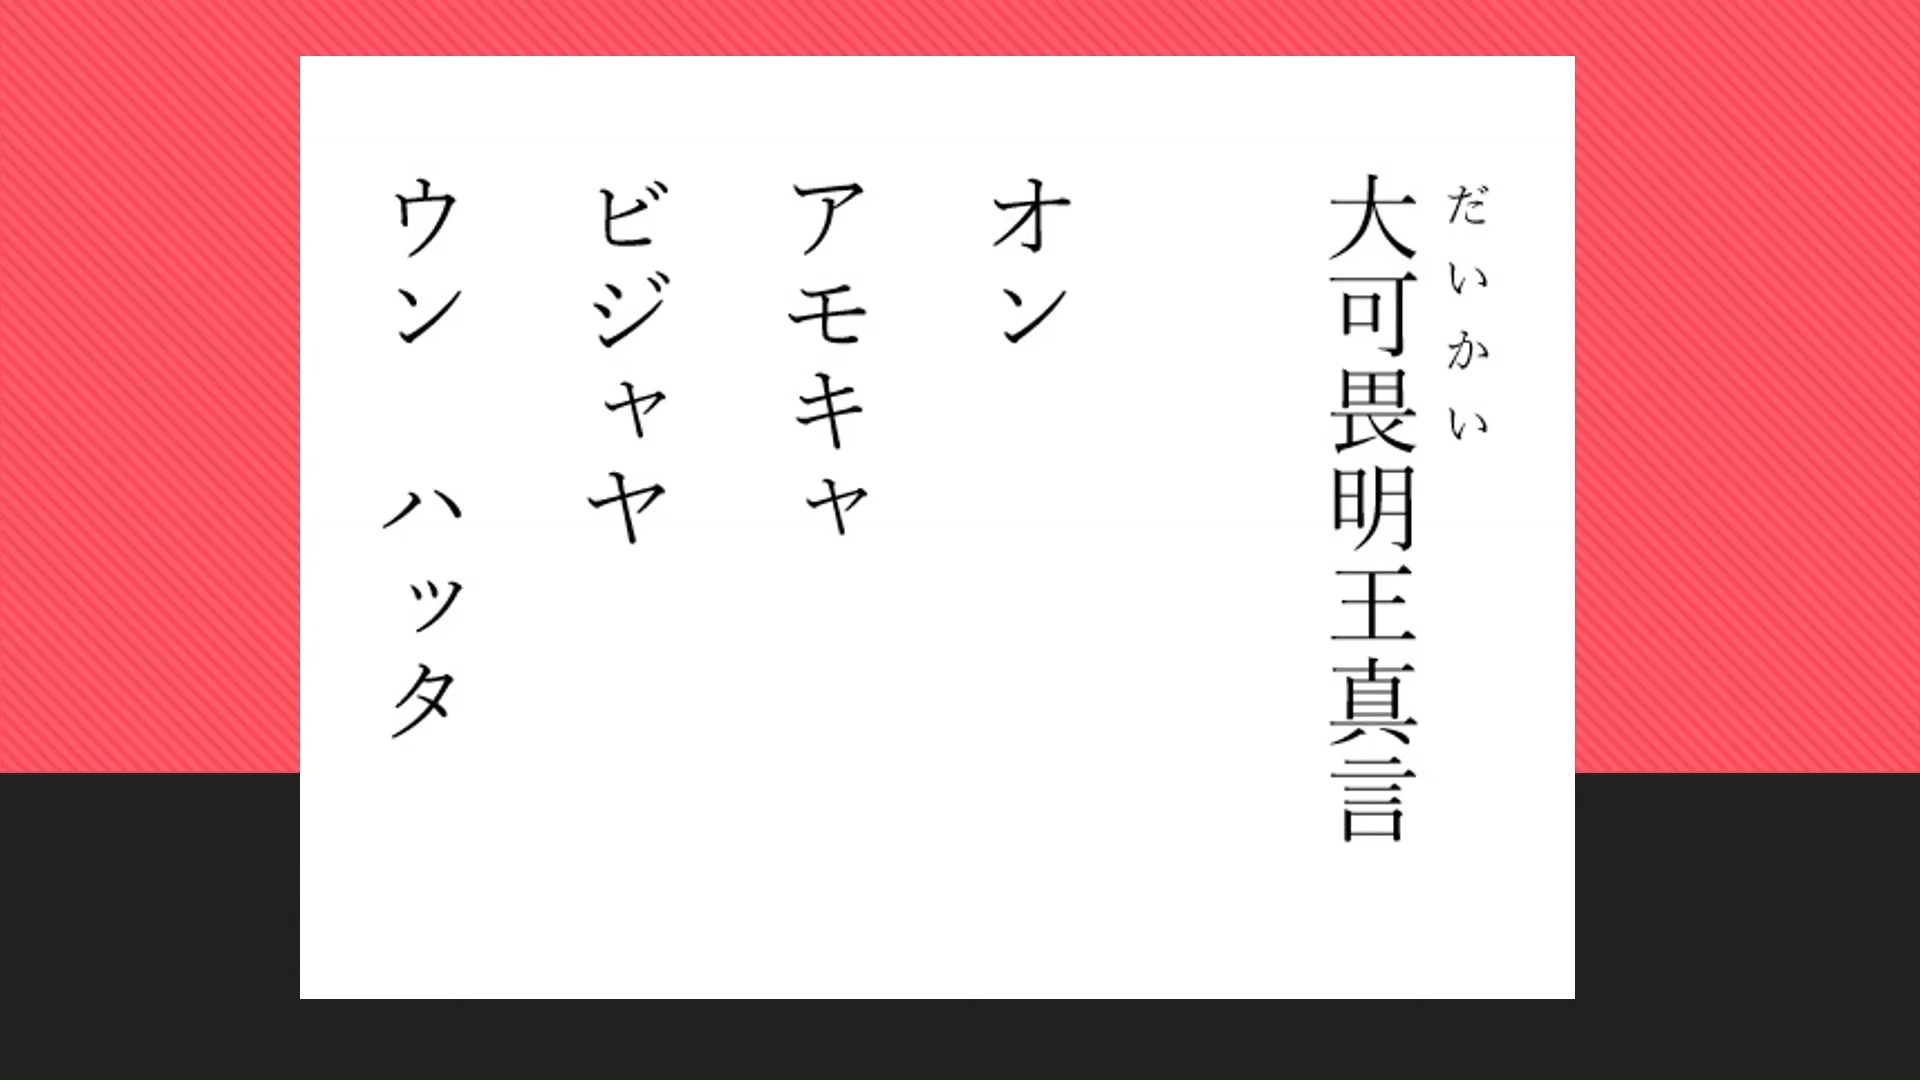 だいかい
大可畏明王真言
オン
アモキャ
ビジャヤ
ウン　ハッタ